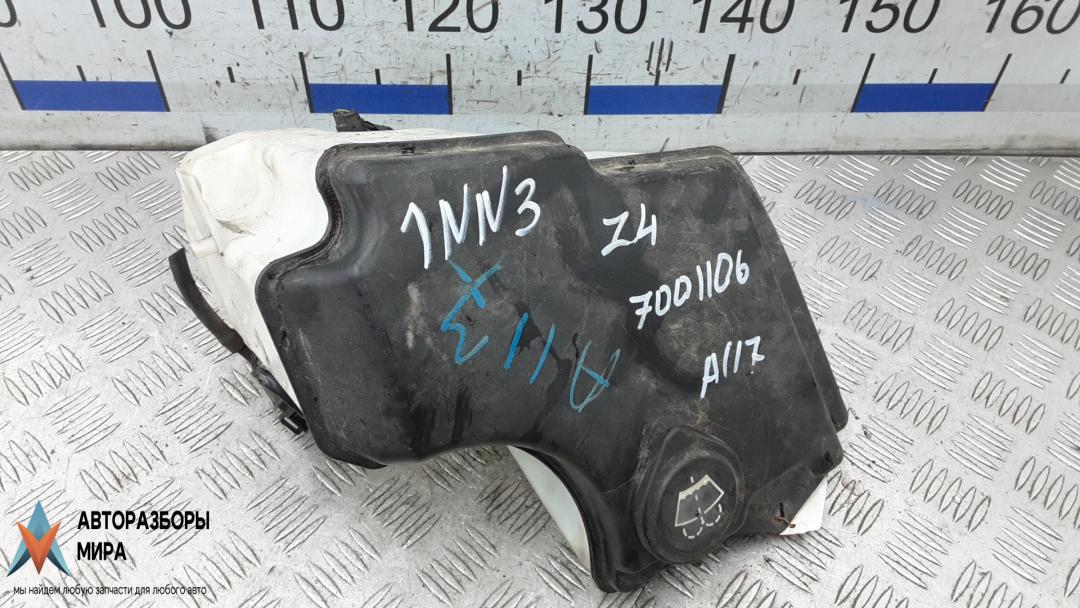 100 110 120 130 140 150 160
1NN3
Z4
7001106
A117
АВТОРАЗБОРЫ
МИРА
мы найдем любую запчасти для любого авто